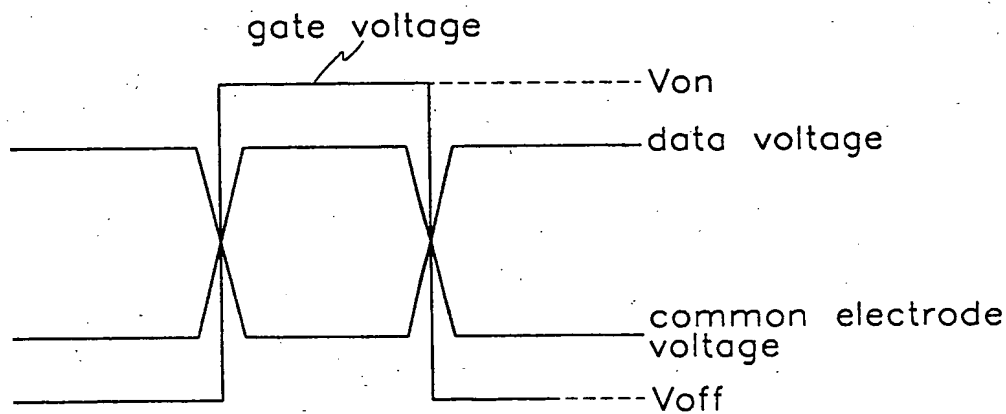 gate voltage
Von
data voltage
common electrode
voltage
Voff